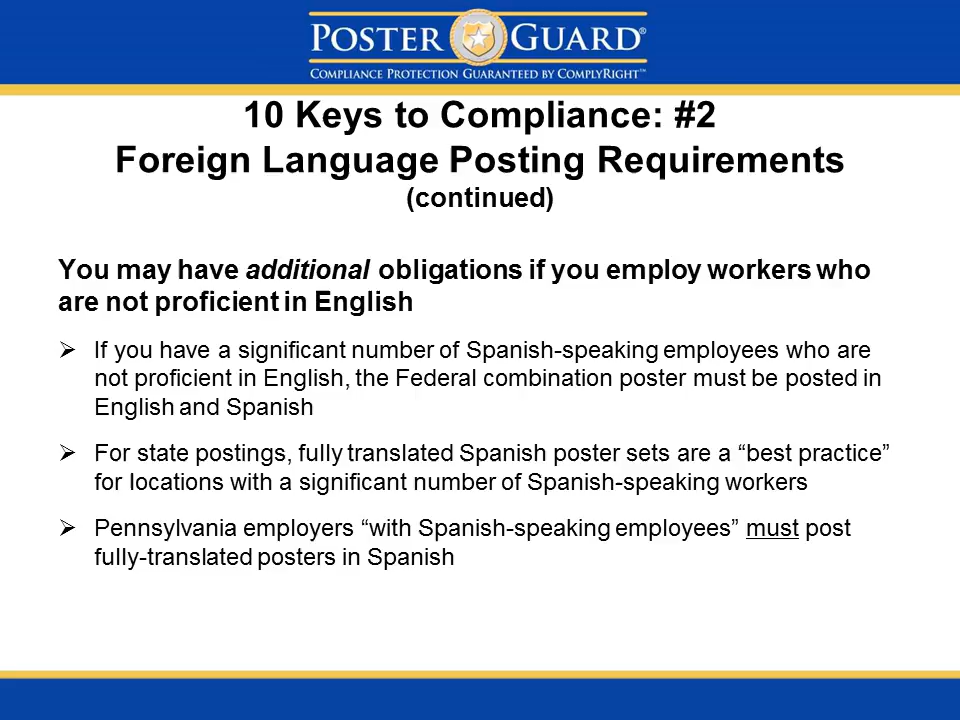 POSTER GUARD®
COMPLIANCE PROTECTION GUARANTEED BY COMPLYRIGHT™
10 Keys to Compliance: #2
Foreign Language Posting Requirements
(continued)
You may have additional obligations if you employ workers who
are not proficient in English
➢ If you have a significant number of Spanish-speaking employees who are
not proficient in English, the Federal combination poster must be posted in
English and Spanish
➢ For state postings, fully translated Spanish poster sets are a “best practice”
for locations with a significant number of Spanish-speaking workers
➢ Pennsylvania employers “with Spanish-speaking employees” must post
fully-translated posters in Spanish